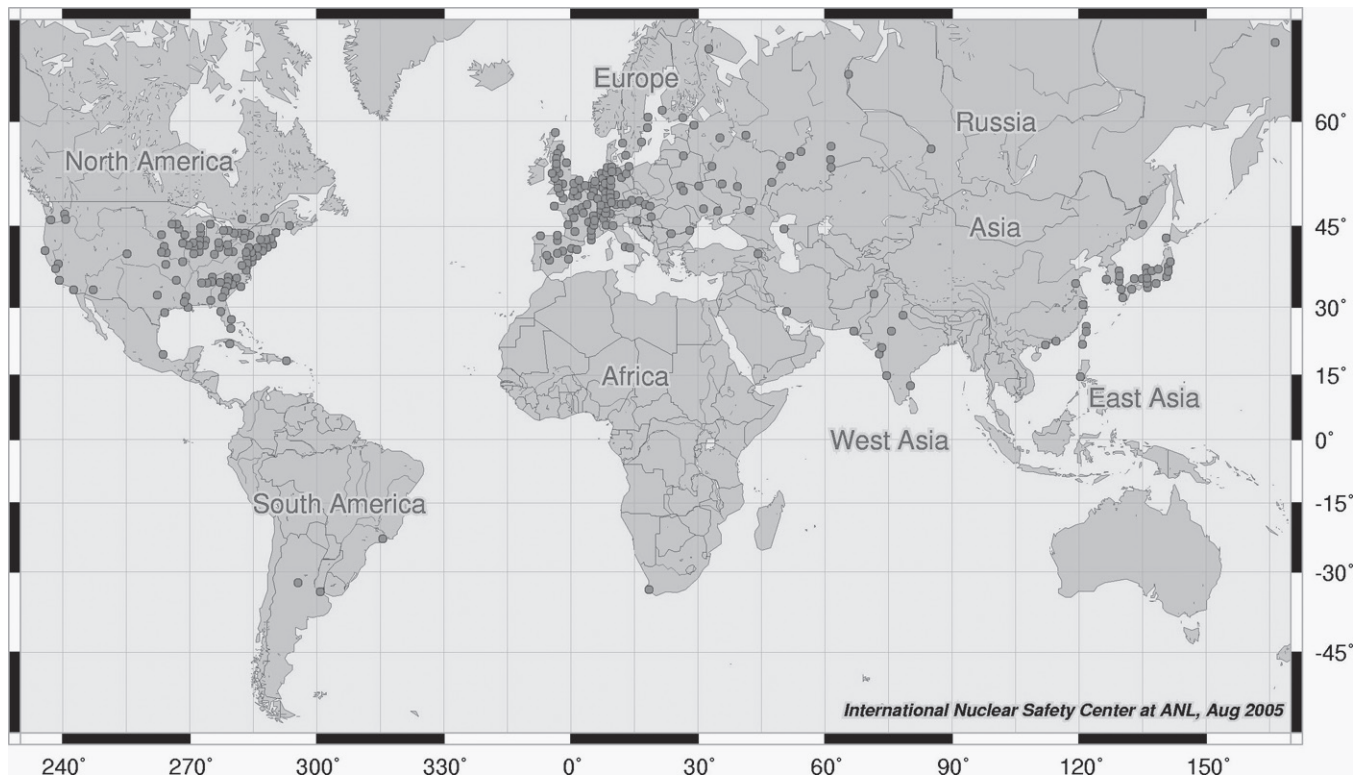 Europe
60°
Russia
North America
45°
Asia
30°
Africa
15°
East Asia
West Asia
0°
South America
-15°
-30°
-45°
International Nuclear Safety Center at ANL, Aug 2005
240° 270° 300° 330° 0° 30° 60° 90° 120° 150°